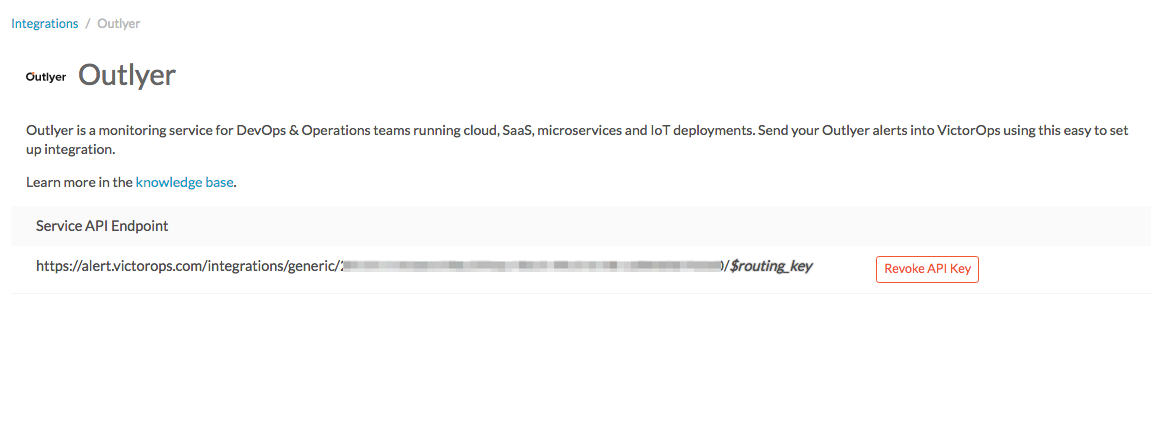 Integrations / Outlyer
Outlyer Outlyer
Outlyer is a monitoring service for DevOps & Operations teams running cloud, SaaS, microservices and IoT deployments. Send your Outlyer alerts into VictorOps using this easy to set
up integration.
Learn more in the knowledge base.
Service API Endpoint
https://alert.victorops.com/integrations/generic/ /$routing_key Revoke API Key